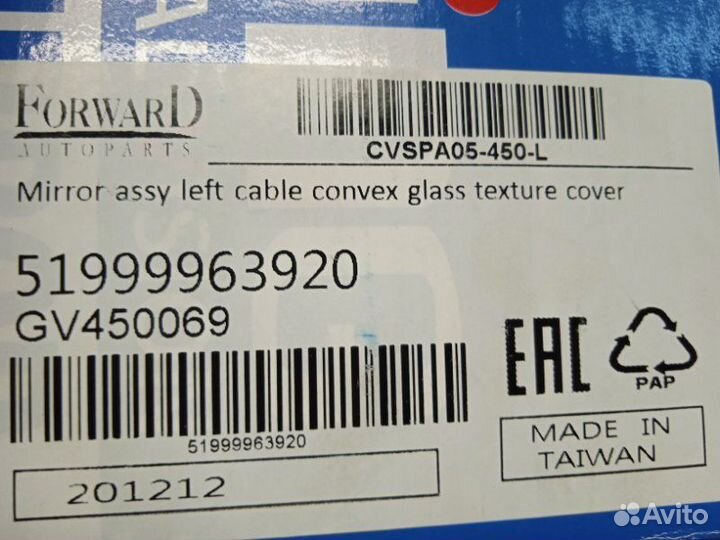 FORWARD
AUTOPARTS
CVSPA05-450-L
Mirror assy left cable convex glass texture cover
51999963920
GV450069
51999963920
201212
EAC
PAP
MADE IN
TAIWAN
Avito